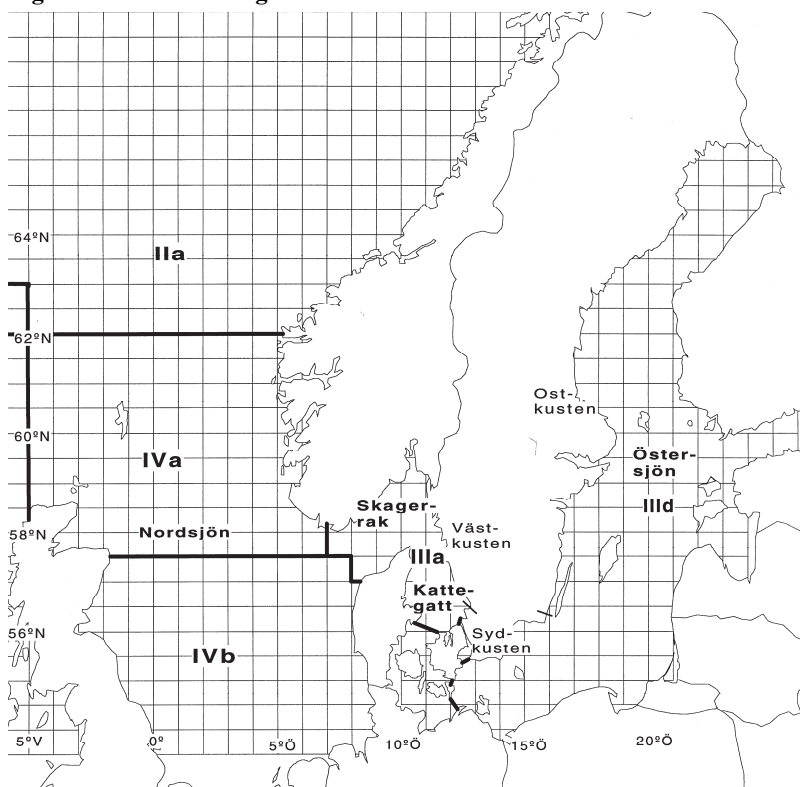 64ºN
IIa
62ºN
Ost-
kusten
60ºN
IVa
Öster-
sjön
IIId
Skager-
rak
58ºN
Nordsjön
Väst-
kusten
IIIa
Katte-
gatt
56ºN
Syd-
kusten
IVb
5ºV
0º
5ºÖ
10ºÖ
15ºÖ
20ºÖ